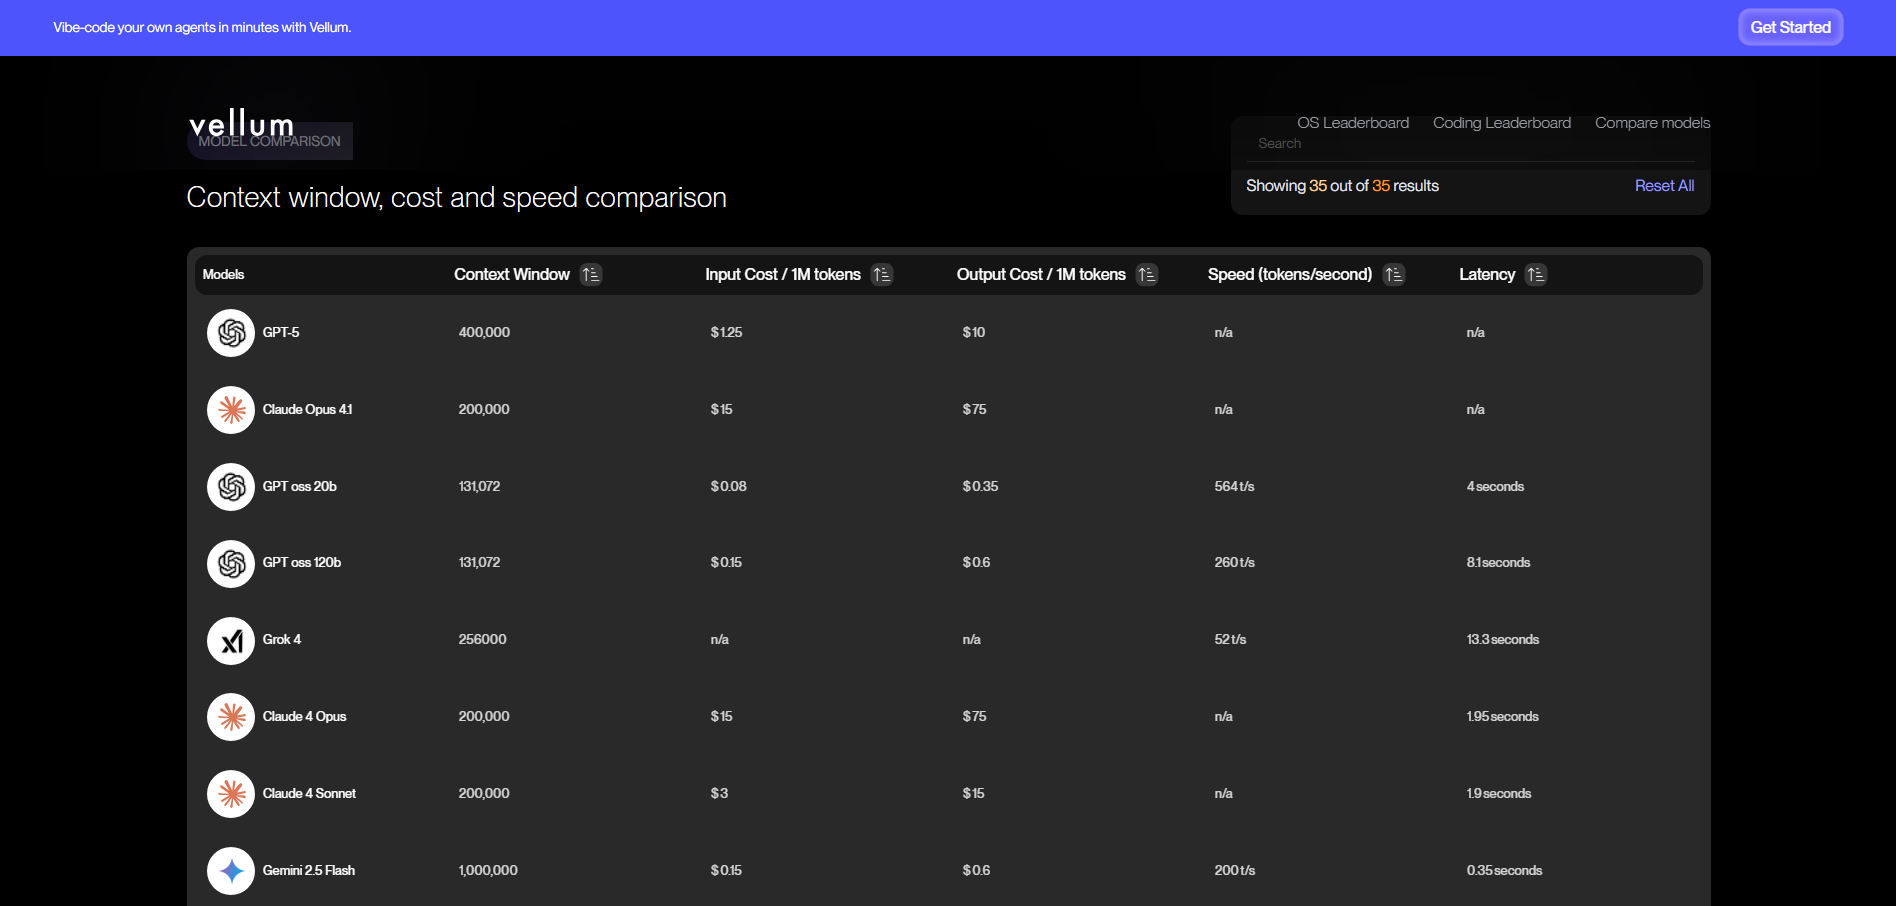 Vibe-code your own agents in minutes with Vellum.
Get Started
vellum
OS Leaderboard Coding Leaderboard Compare models
MODEL COMPARISON
Search
Showing 35 out of 35 results Reset All
Context window, cost and speed comparison
Models Context Window Input Cost / 1M tokens Output Cost / 1M tokens Speed (tokens/second) Latency
GPT-5 400,000 $1.25 $10 n/a n/a
Claude Opus 4.1 200,000 $15 $75 n/a n/a
GPT oss 20b 131,072 $0.08 $0.35 564 t/s 4 seconds
GPT oss 120b 131,072 $0.15 $0.6 260 t/s 8.1 seconds
Grok 4 256000 n/a n/a 52 t/s 13.3 seconds
Claude 4 Opus 200,000 $15 $75 n/a 1.95 seconds
Claude 4 Sonnet 200,000 $3 $15 n/a 1.9 seconds
Gemini 2.5 Flash 1,000,000 $0.15 $0.6 200 t/s 0.35 seconds